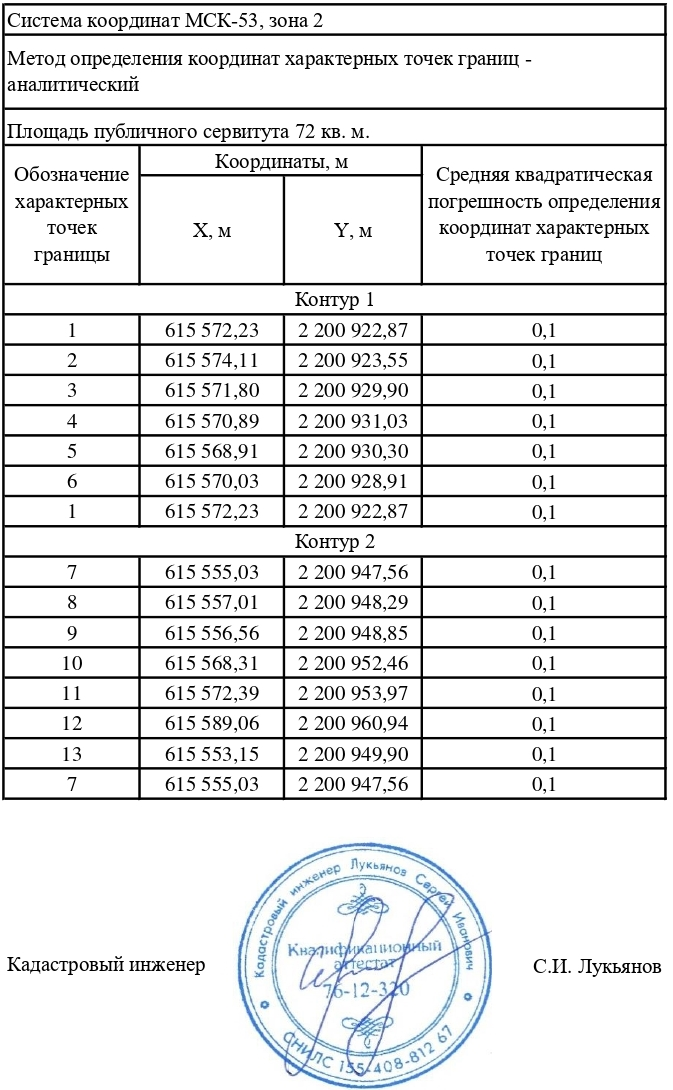 Система координат МСК-53, зона 2
Метод определения координат характерных точек границ -
аналитический
Площадь публичного сервитута 72 кв. м.
Обозначение
характерных
точек
границы
Координаты, м
X, м
Y, м
Средняя квадратическая
погрешность определения
координат характерных
точек границ
Контур 1
1 615 572,23 2 200 922,87 0,1
2 615 574,11 2 200 923,55 0,1
3 615 571,80 2 200 929,90 0,1
4 615 570,89 2 200 931,03 0,1
5 615 568,91 2 200 930,30 0,1
6 615 570,03 2 200 928,91 0,1
1 615 572,23 2 200 922,87 0,1
Контур 2
7 615 555,03 2 200 947,56 0,1
8 615 557,01 2 200 948,29 0,1
9 615 556,56 2 200 948,85 0,1
10 615 568,31 2 200 952,46 0,1
11 615 572,39 2 200 953,97 0,1
12 615 589,06 2 200 960,94 0,1
13 615 553,15 2 200 949,90 0,1
7 615 555,03 2 200 947,56 0,1
Кадастровый инженер
Кадастровый инженер Лукьянов Сергей Иванович
Квалификационный
аттестат
76-12-320
СНИЛС 155-408-812 67
С.И. Лукьянов